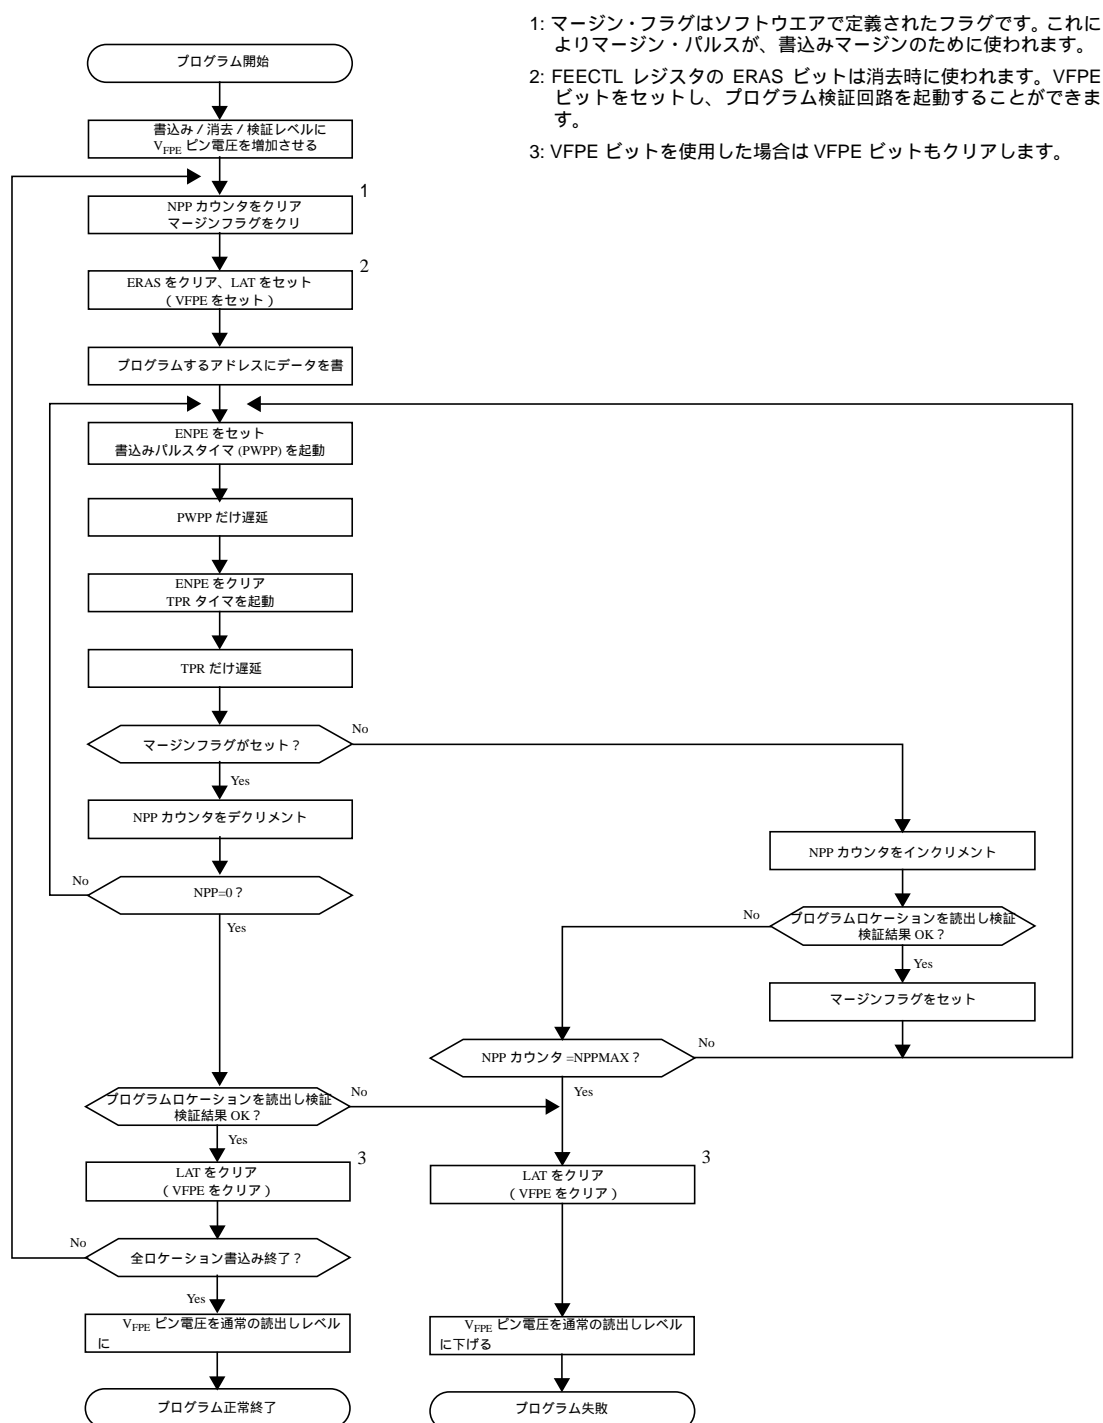 1: マージン・フラグはソフトウエアで定義されたフラグです。これに
よりマージン・パルスが、書込みマージンのために使われます。
2: FEECTL レジスタの ERAS ビットは消去時に使われます。VFPE
ビットをセットし、プログラム検証回路を起動することができま
す。
3: VFPE ビットを使用した場合は VFPE ビットもクリアします。
プログラム開始
書込み / 消去 / 検証レベルに
VFPE ピン電圧を増加させる
1
NPP カウンタをクリア
マージンフラグをクリ
2
ERAS をクリア、LAT をセット
( VFPE をセット )
プログラムするアドレスにデータを書
ENPE をセット
書込みパルスタイマ (PWPP) を起動
PWPP だけ遅延
ENPE をクリア
TPR タイマを起動
TPR だけ遅延
マージンフラグがセット？
No
Yes
NPP カウンタをデクリメント
NPP カウンタをインクリメント
No
NPP=0？
Yes
No
プログラムロケーションを読出し検証
検証結果 OK？
Yes
マージンフラグをセット
NPP カウンタ =NPPMAX？
No
Yes
プログラムロケーションを読出し検証
検証結果 OK？
No
Yes
3
LAT をクリア
( VFPE をクリア )
3
LAT をクリア
( VFPE をクリア )
No
全ロケーション書込み終了？
Yes
VFPE ピン電圧を通常の読出しレベル
に
VFPE ピン電圧を通常の読出しレベル
に下げる
プログラム正常終了
プログラム失敗